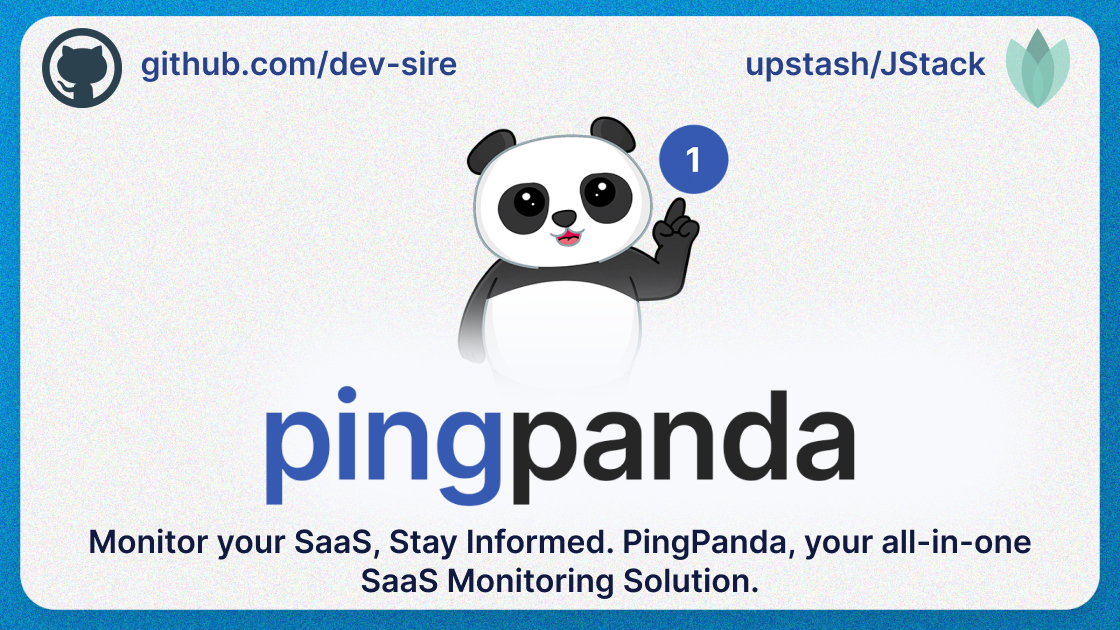 github.com/dev-sire
upstash/JStack
1
pingpanda
Monitor your SaaS, Stay Informed. PingPanda, your all-in-one
SaaS Monitoring Solution.